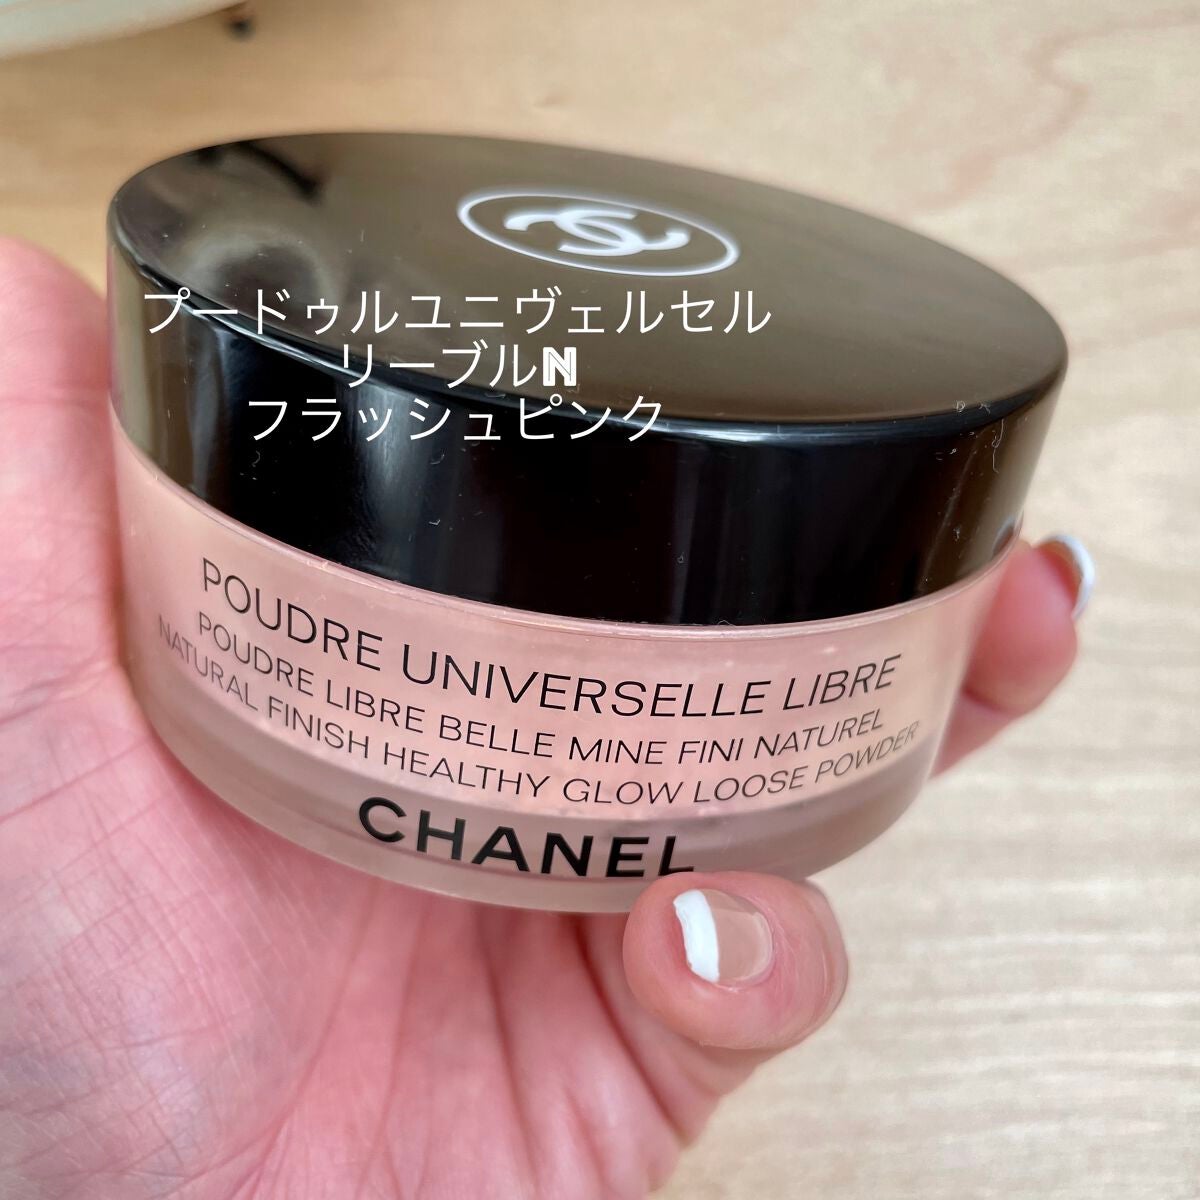 プードゥルユニヴェルセル
リーブルN
フラッシュピンク
POUDRE UNIVERSELLE LIBRE
POUDRE LIBRE BELLE MINE FINI NATUREL
NATURAL FINISH HEALTHY GLOW LOOSE POWDER
CHANEL